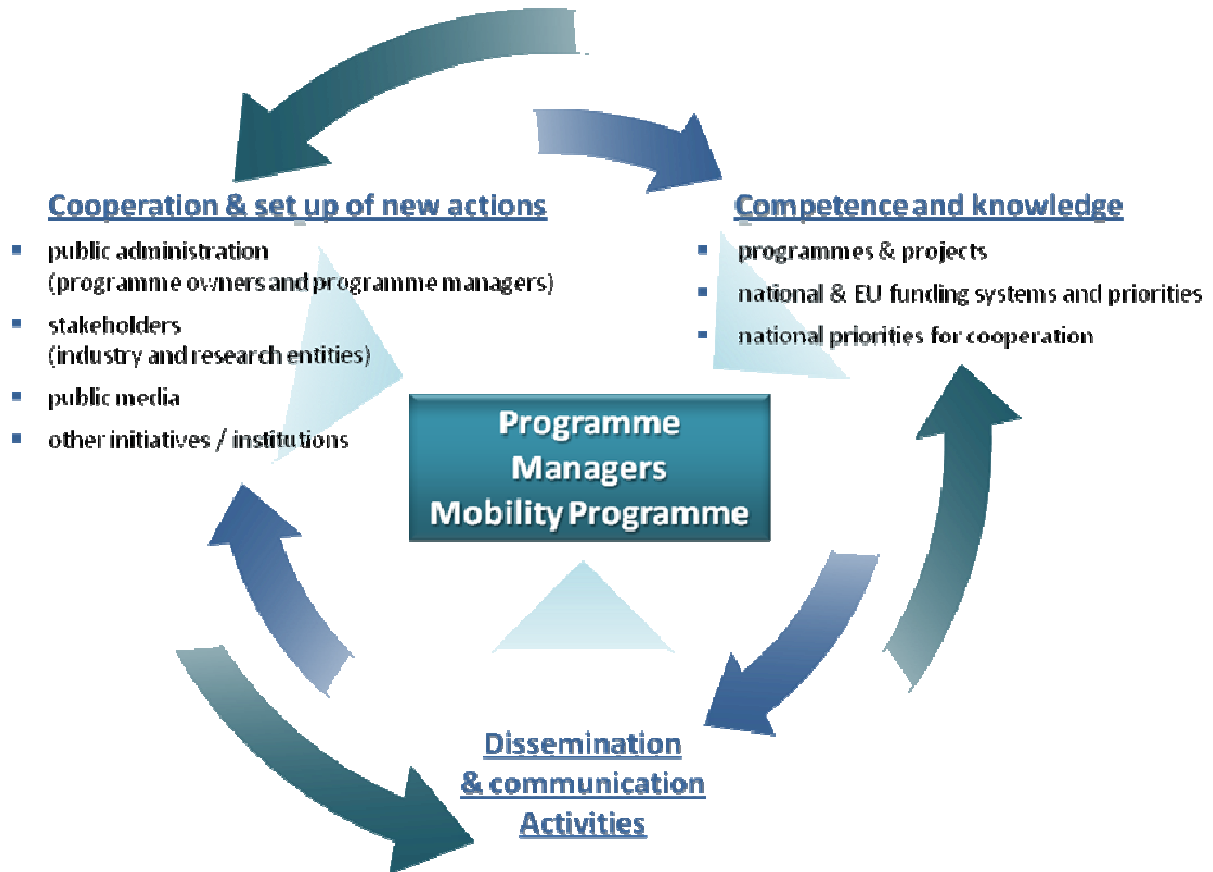 Cooperation & set up of new actions
▪ public administration
(programme owners and programme managers)
▪ stakeholders
(industry and research entities)
▪ public media
▪ other initiatives / institutions
Competence and knowledge
▪ programmes & projects
▪ national & EU funding systems and priorities
▪ national priorities for cooperation
Programme
Managers
Mobility Programme
Dissemination
& communication
Activities